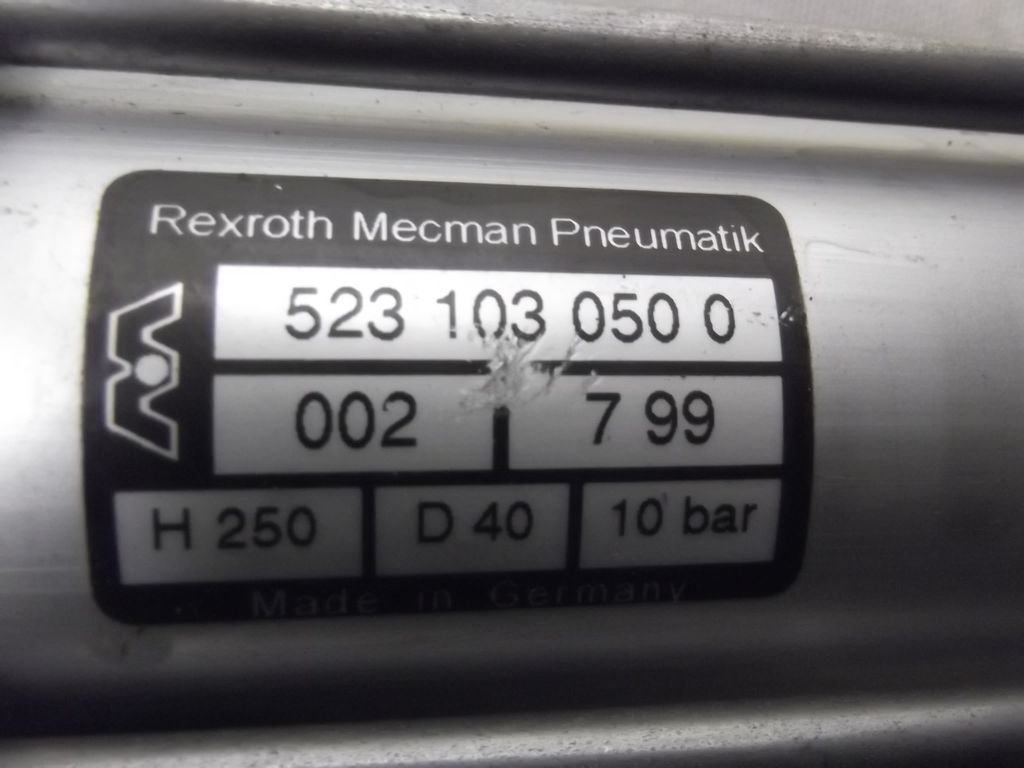 Rexroth Mecman Pneumatik
523 103 050 0
002 7 99
H 250 D 40 10 bar
Made in Germany